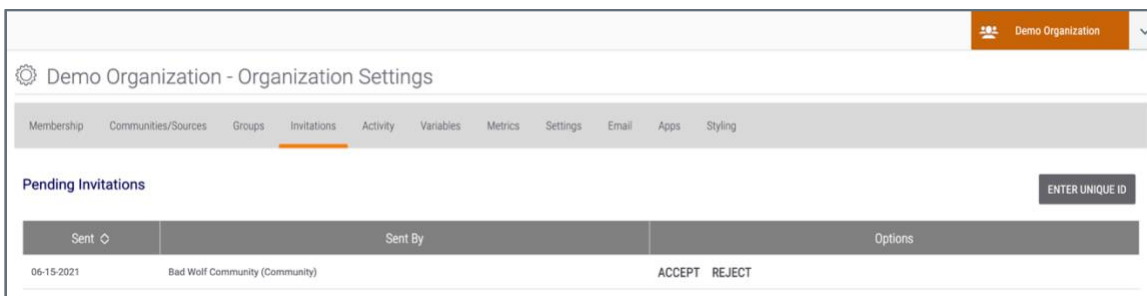 Demo Organization
Demo Organization - Organization Settings
Membership Communities/Sources Groups Invitations Activity Variables Metrics Settings Email Apps Styling
Pending Invitations
ENTER UNIQUE ID
Sent Sent By Options
06-15-2021 Bad Wolf Community (Community) ACCEPT REJECT